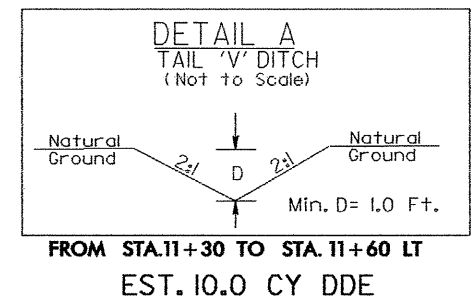 DETAIL A
TAIL 'V' DITCH
(Not to Scale)
Natural
Ground
2:1
D
2:1
Natural
Ground
Min. D= 1.0 Ft.
FROM STA.11+30 TO STA. 11+60 LT
EST. 10.0 CY DDE